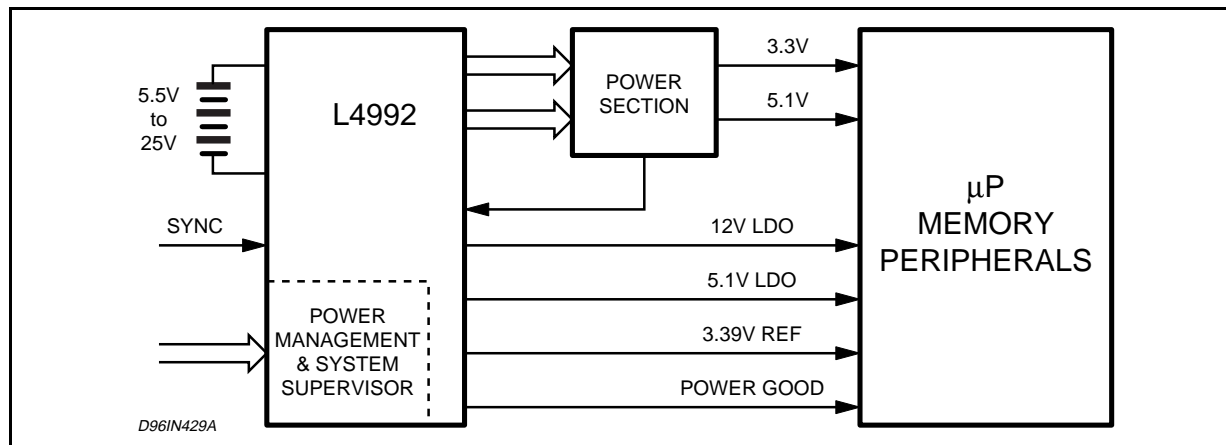 5.5V
to
25V
SYNC
L4992
POWER
MANAGEMENT
& SYSTEM
SUPERVISOR
D96IN429A
POWER
SECTION
3.3V
5.1V
12V LDO
5.1V LDO
3.39V REF
POWER GOOD
μP
MEMORY
PERIPHERALS